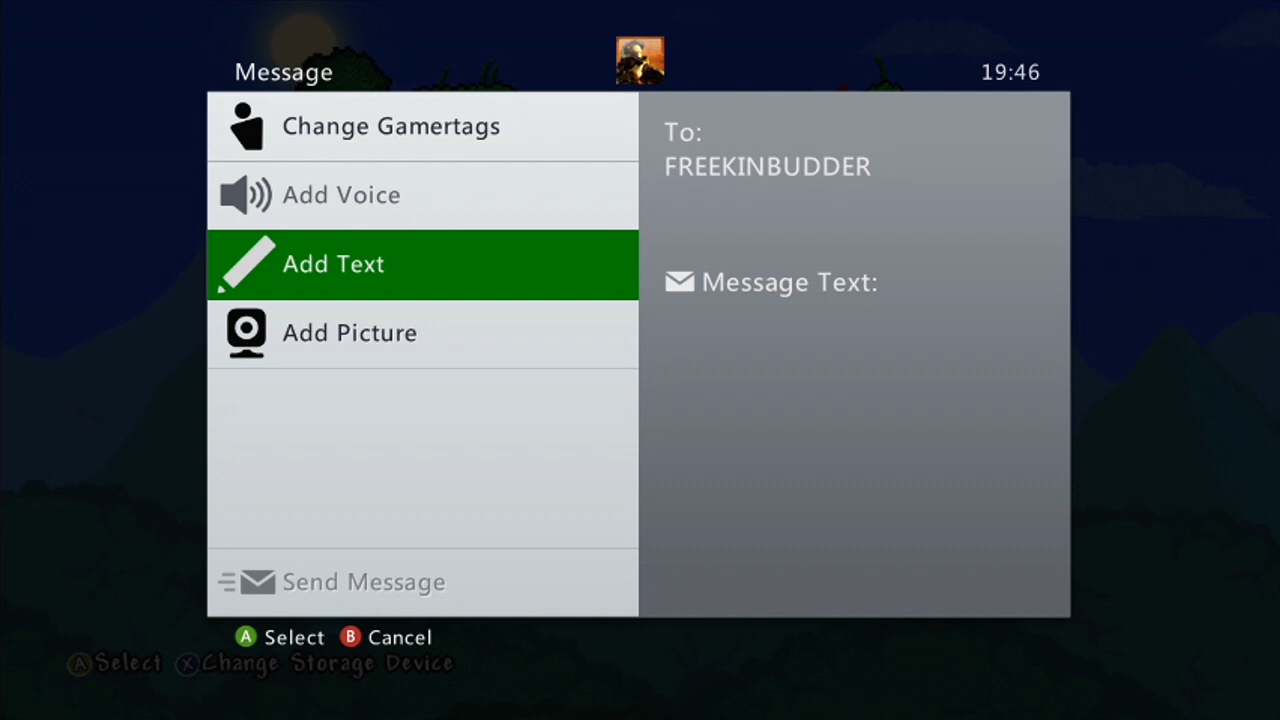 Message
19:46
Change Gamertags
Add Voice
Add Text
Add Picture
Send Message
To:
FREEKINBUDDER
Message Text:
A Select B Cancel
A Select X Change Storage Device